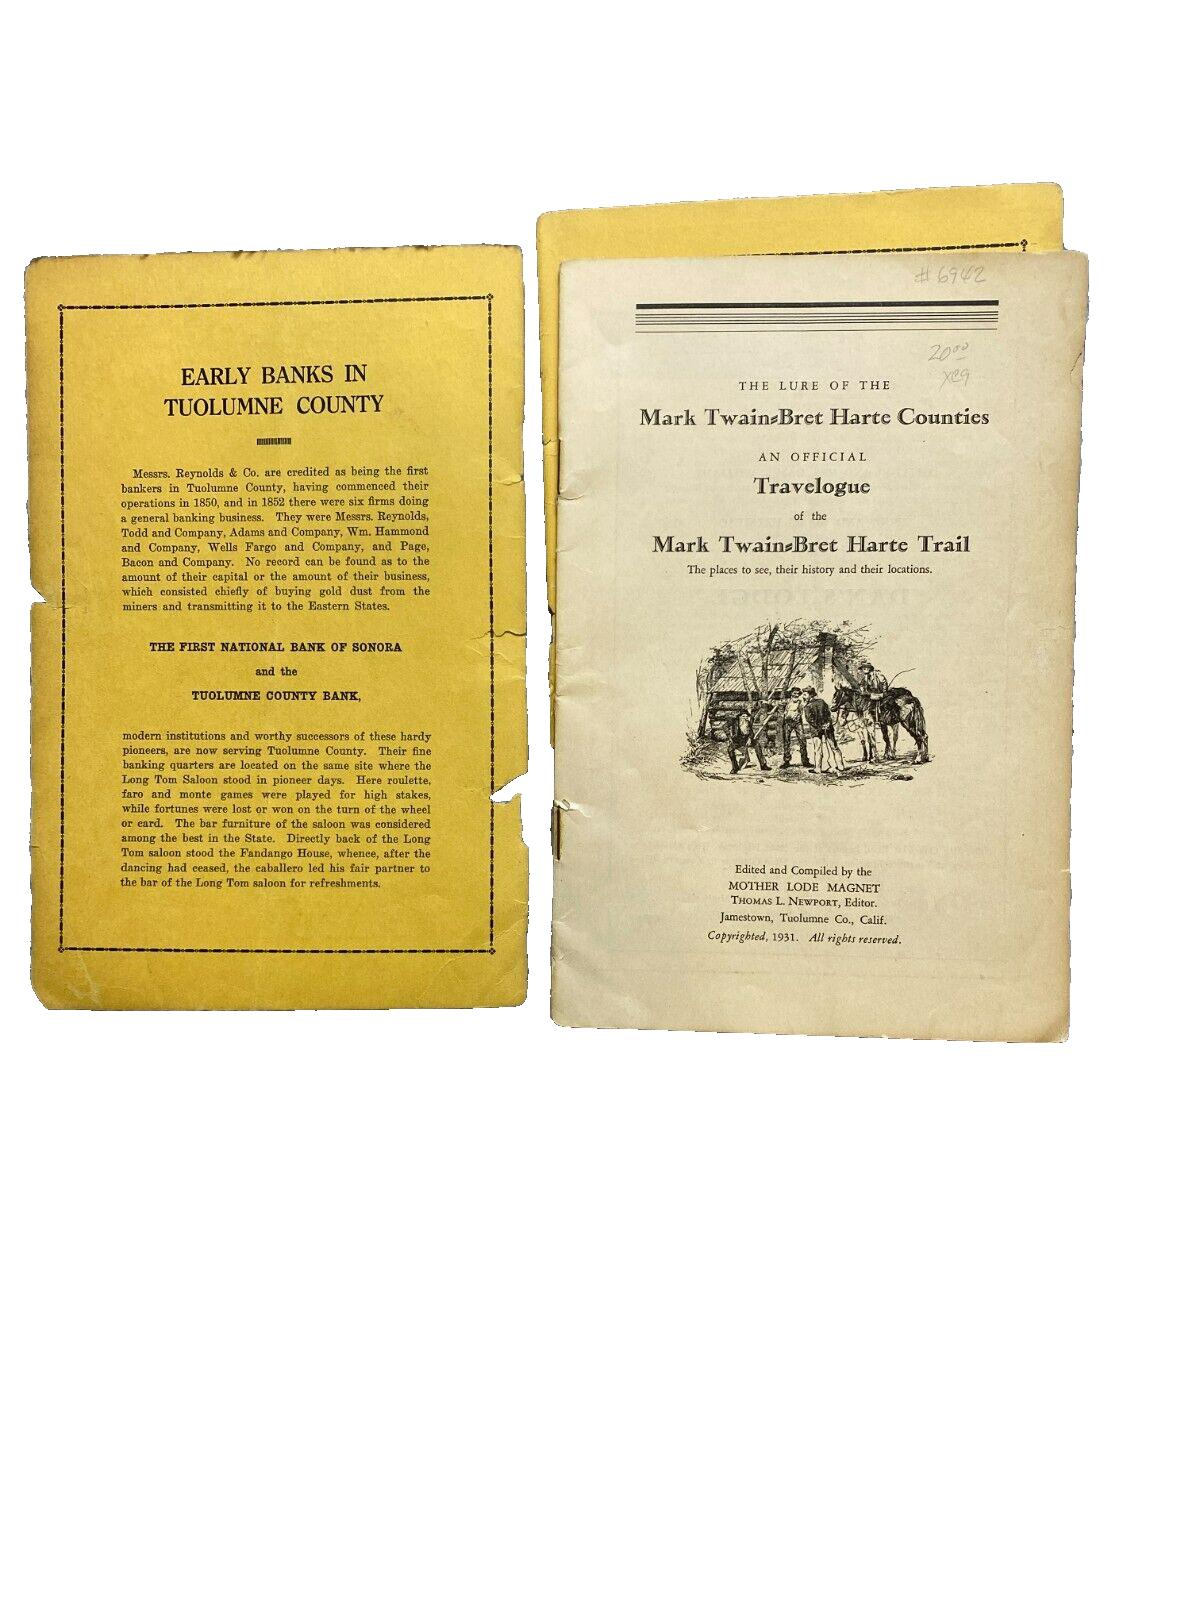 EARLY BANKS IN
TUOLUMNE COUNTY
Messrs. Reynolds & Co. are credited as being the first
bankers in Tuolumne County, having commenced their
operations in 1850, and in 1852 there were six firms doing
a general banking business. They were Messrs. Reynolds,
Todd and Company, Adams and Company, Wm. Hammond
and Company, Wells Fargo and Company, and Page,
Bacon and Company. No record can be found as to the
amount of their capital or the amount of their business,
which consisted chiefly of buying gold dust from the
miners and transmitting it to the Eastern States.
THE FIRST NATIONAL BANK OF SONORA
and the
TUOLUMNE COUNTY BANK,
modern institutions and worthy successors of these hardy
pioneers, are now serving Tuolumne County. Their fine
banking quarters are located on the same site where the
Long Tom Saloon stood in pioneer days. Here roulette,
faro and monte games were played for high stakes,
while fortunes were lost or won on the turn of the wheel
or card. The bar furniture of the saloon was considered
among the best in the State. Directly back of the Long
Tom saloon stood the Fandango House, whence, after the
dancing had ceased, the caballero led his fair partner to
the bar of the Long Tom saloon for refreshments.
# 6942
20.00
THE LURE OF THE
Mark Twain-Bret Harte Counties
AN OFFICIAL
Travelogue
of the
Mark Twain-Bret Harte Trail
The places to see, their history and their locations.
Edited and Compiled by the
MOTHER LODE MAGNET
THOMAS L. NEWPORT, Editor.
Jamestown, Tuolumne Co., Calif.
Copyrighted, 1931. All rights reserved.